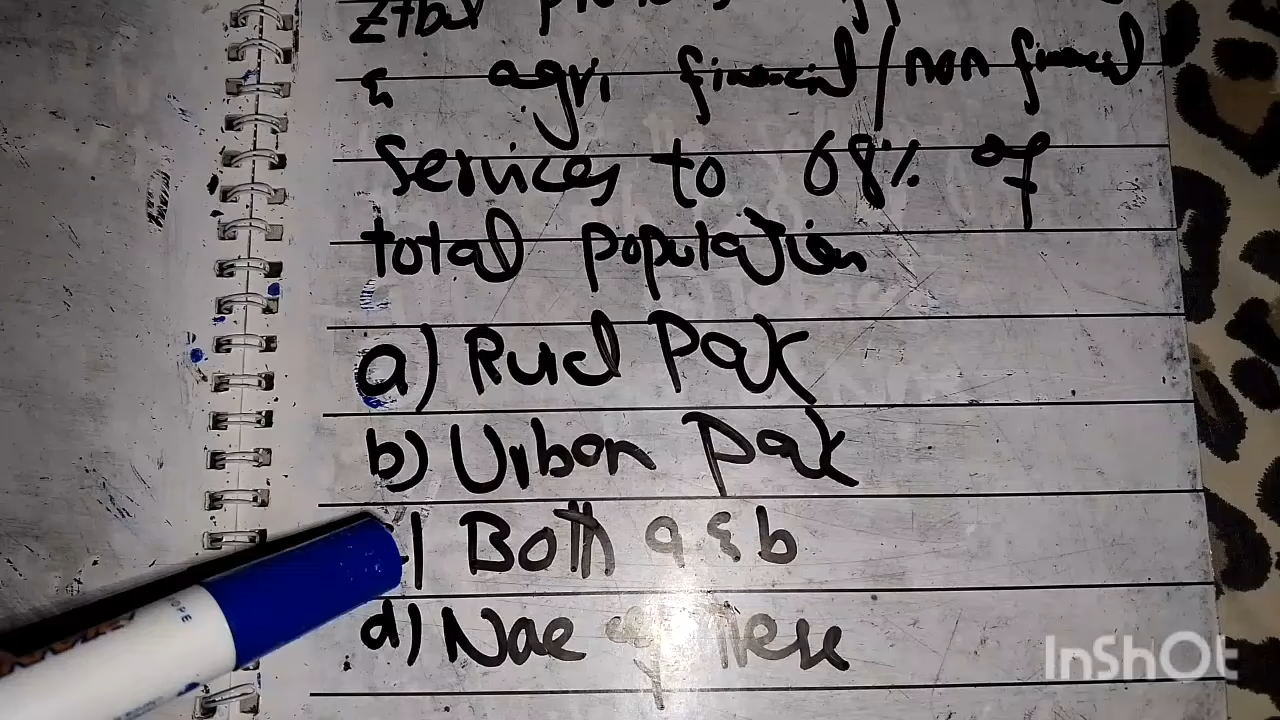 Ztbl
& agri financial/non financial
services to 68% of
total population
a) Rural Pak
b) Urban Pak
c) Both a & b
d) None of these
OPE
InShOt